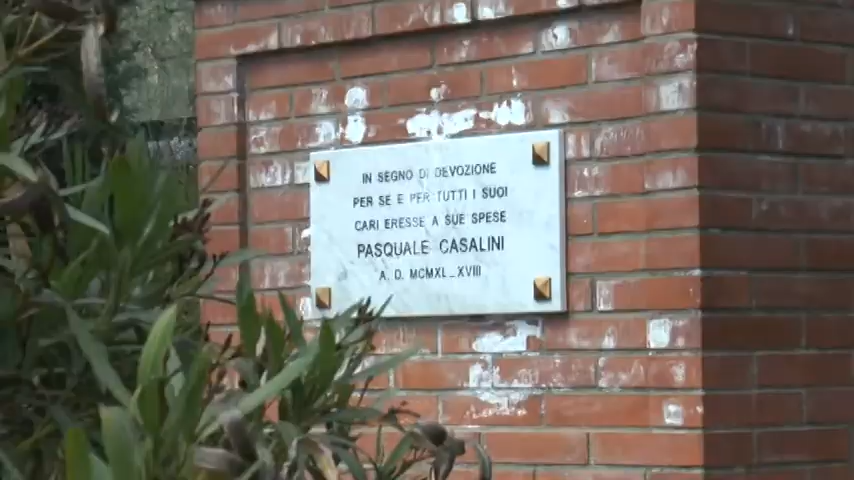 IN SEGNO DI DEVOZIONE
PER SE E PER TUTTI I SUOI
CARI ERESSE A SUE SPESE
PASQUALE CASALINI
A. D. MCMXL_XVIII